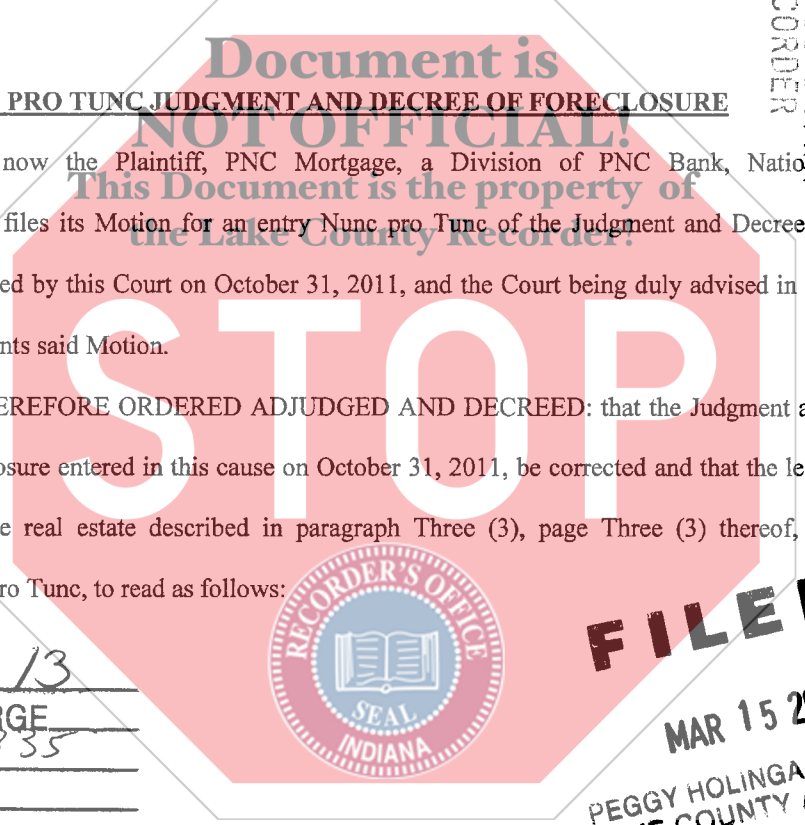 CORDER
Document is
PRO TUNC JUDGMENT AND DECREE OF FORECLOSURE
NOT OFFICIAL!
now the Plaintiff, PNC Mortgage, a Division of PNC Bank, Natio
This Document is the property of
files its Motion for an entry Nunc pro Tunc of the Judgment and Decree
the Lake County Recorder!
ed by this Court on October 31, 2011, and the Court being duly advised in
nts said Motion.
STOP
EREFORE ORDERED ADJUDGED AND DECREED: that the Judgment a
osure entered in this cause on October 31, 2011, be corrected and that the le
e real estate described in paragraph Three (3), page Three (3) thereof,
ro Tunc, to read as follows:
RECORDER'S OFFICE
SEAL
INDIANA
FILE
13
RGE
35
MAR 15 2
PEGGY HOLINGA
COUNTY